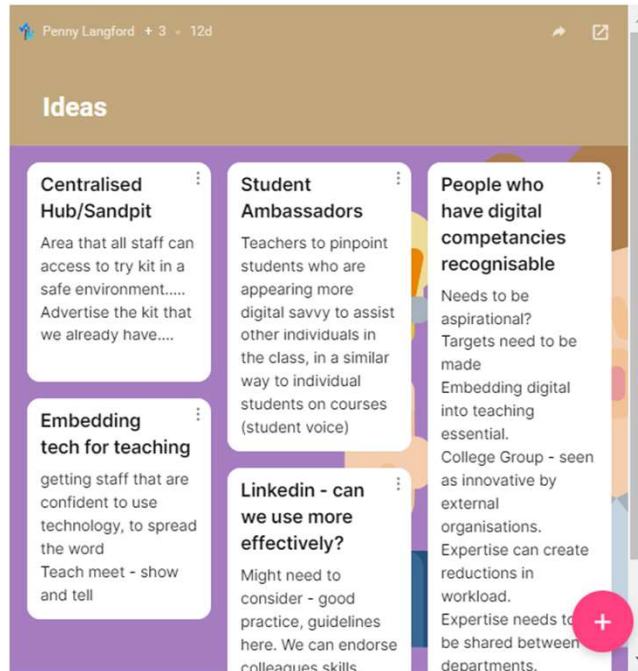 Penny Langford + 3 • 12d
Ideas
Centralised
Hub/Sandpit
Area that all staff can
access to try kit in a
safe environment.....
Advertise the kit that
we already have....
Embedding
tech for teaching
getting staff that are
confident to use
technology, to spread
the word
Teach meet - show
and tell
Student
Ambassadors
Teachers to pinpoint
students who are
appearing more
digital savvy to assist
other individuals in
the class, in a similar
way to individual
students on courses
(student voice)
Linkedin - can
we use more
effectively?
Might need to
consider - good
practice, guidelines
here. We can endorse
colleagues skills
People who
have digital
competancies
recognisable
Needs to be
aspirational?
Targets need to be
made
Embedding digital
into teaching
essential.
College Group - seen
as innovative by
external
organisations.
Expertise can create
reductions in
workload.
Expertise needs to
be shared between
departments.